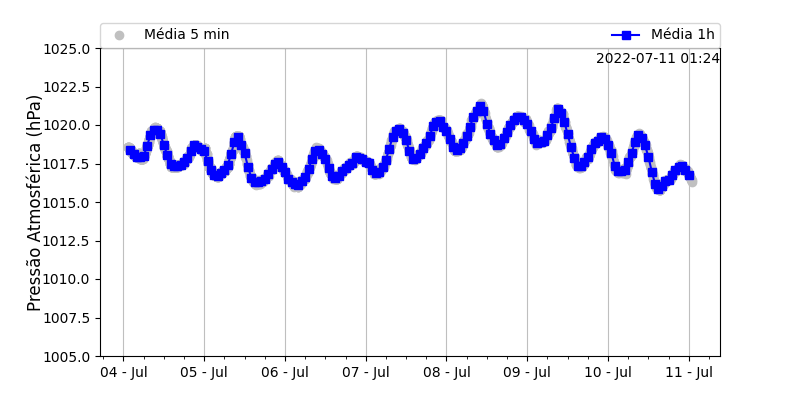 Média 5 min
Média 1h
2022-07-11 01:24
Pressão Atmosférica (hPa)
1025.0
1022.5
1020.0
1017.5
1015.0
1012.5
1010.0
1007.5
1005.0
04 - Jul
05 - Jul
06 - Jul
07 - Jul
08 - Jul
09 - Jul
10 - Jul
11 - Jul